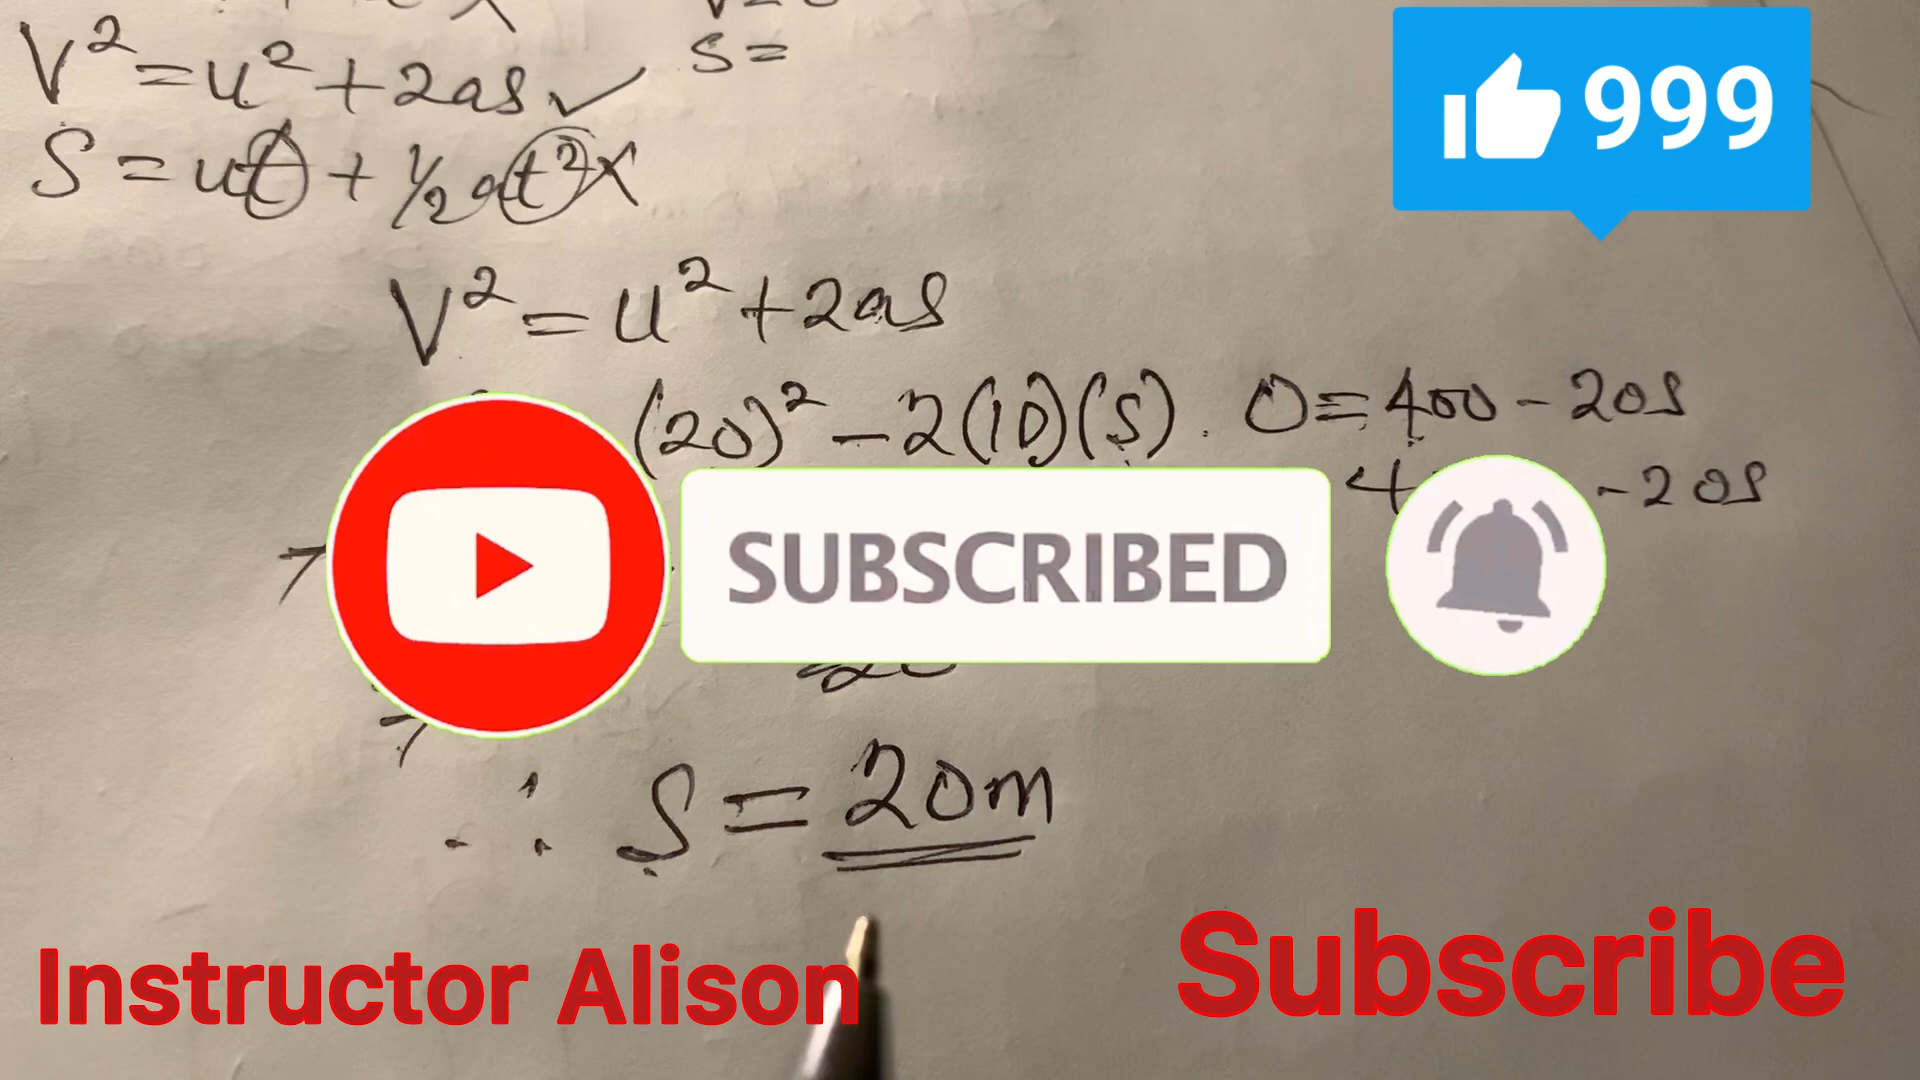 V² = u² + 2as ✓
S =
S = ut + ½at² X
999
V² = u² + 2as
(20)² - 2(10)(S). 0 = 400 - 20s
-20s
SUBSCRIBED
∴ S = 20m
Instructor Alison
Subscribe